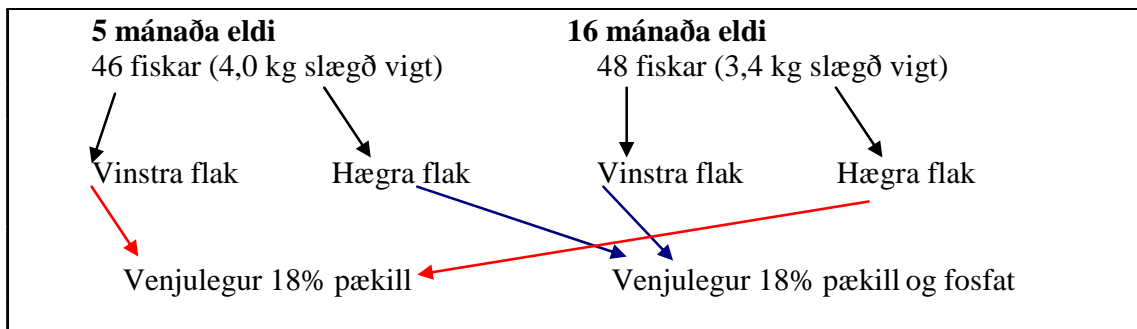 5 mánaða eldi 16 mánaða eldi
46 fiskar (4,0 kg slægð vigt) 48 fiskar (3,4 kg slægð vigt)
Vinstra flak Hægra flak Vinstra flak Hægra flak
Venjulegur 18% pækill Venjulegur 18% pækill og fosfat